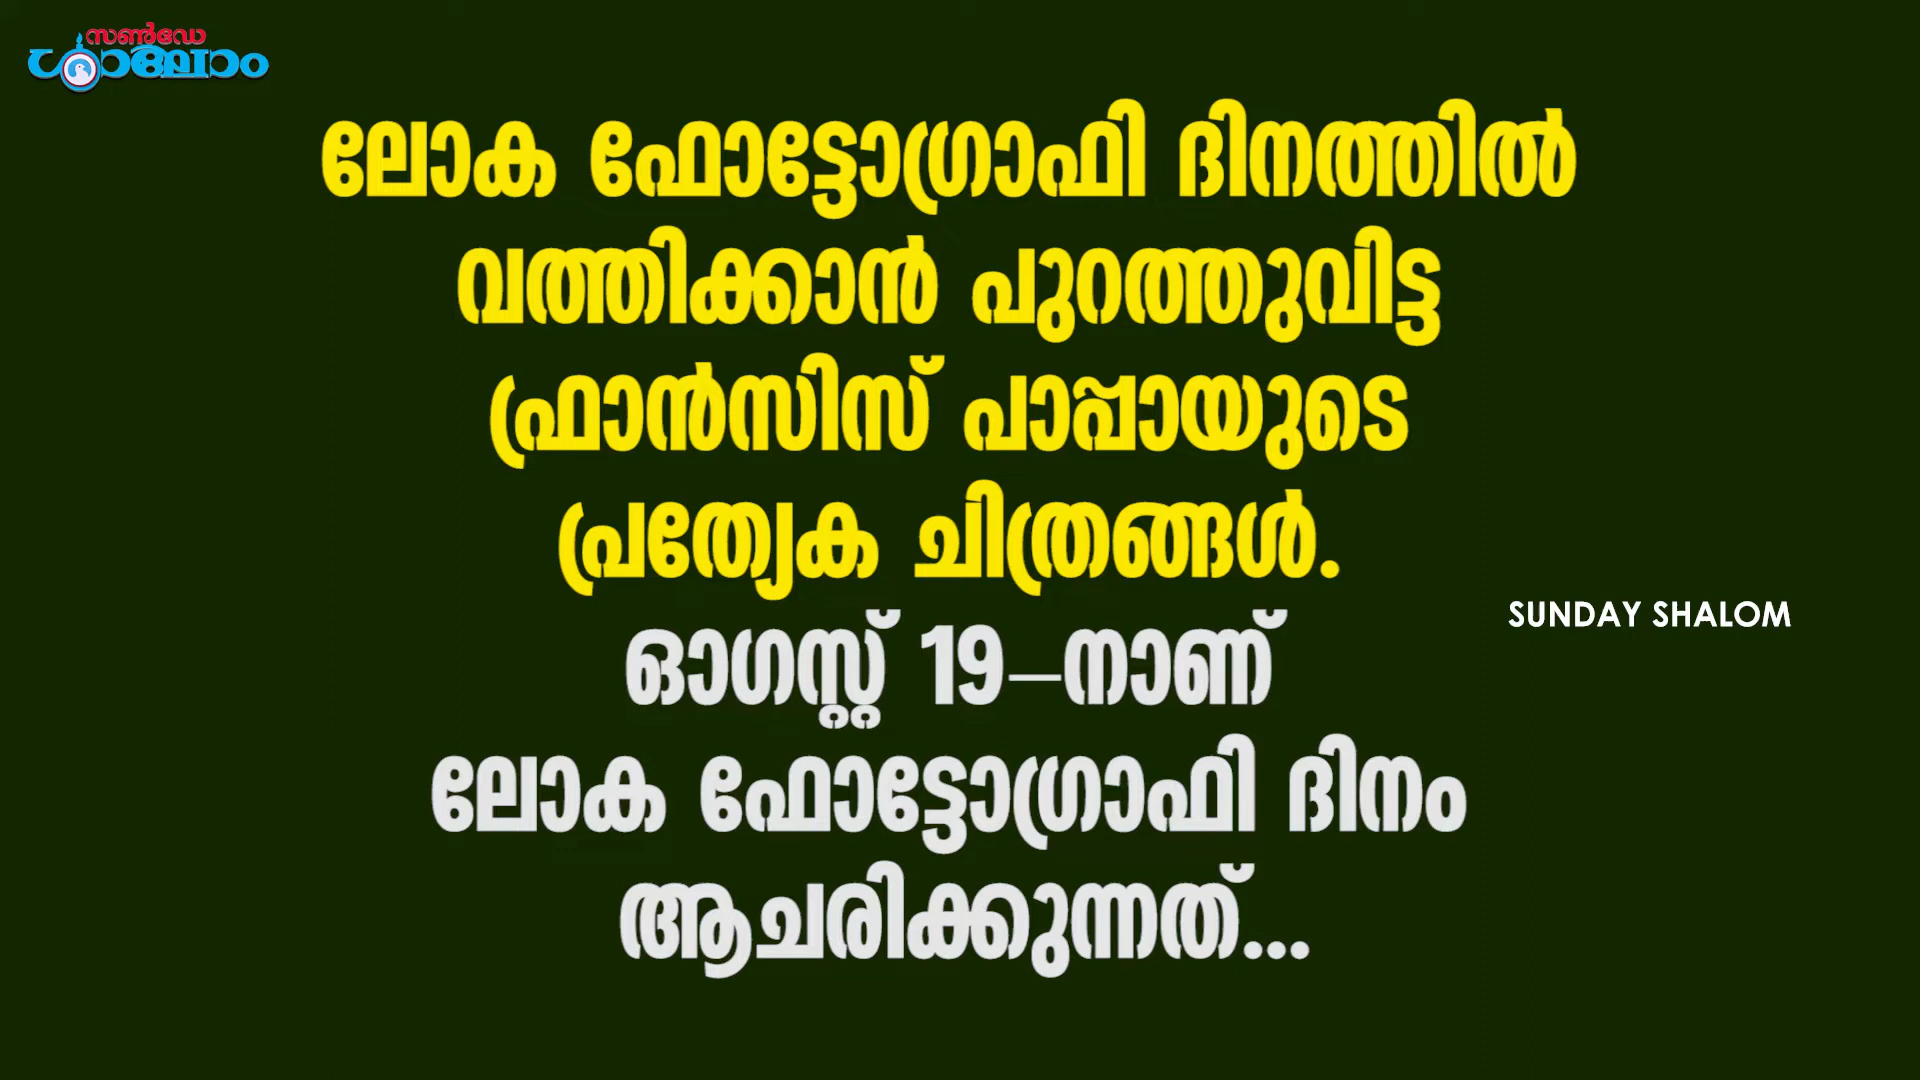 സൺഡേ
ശാലോം
ലോക ഫോട്ടോഗ്രാഫി ദിനത്തിൽ
വത്തിക്കാൻ പുറത്തുവിട്ട
ഫ്രാൻസിസ് പാപ്പായുടെ
പ്രത്യേക ചിത്രങ്ങൾ.
SUNDAY SHALOM
ഓഗസ്റ്റ് 19-നാണ്
ലോക ഫോട്ടോഗ്രാഫി ദിനം
ആചരിക്കുന്നത്...